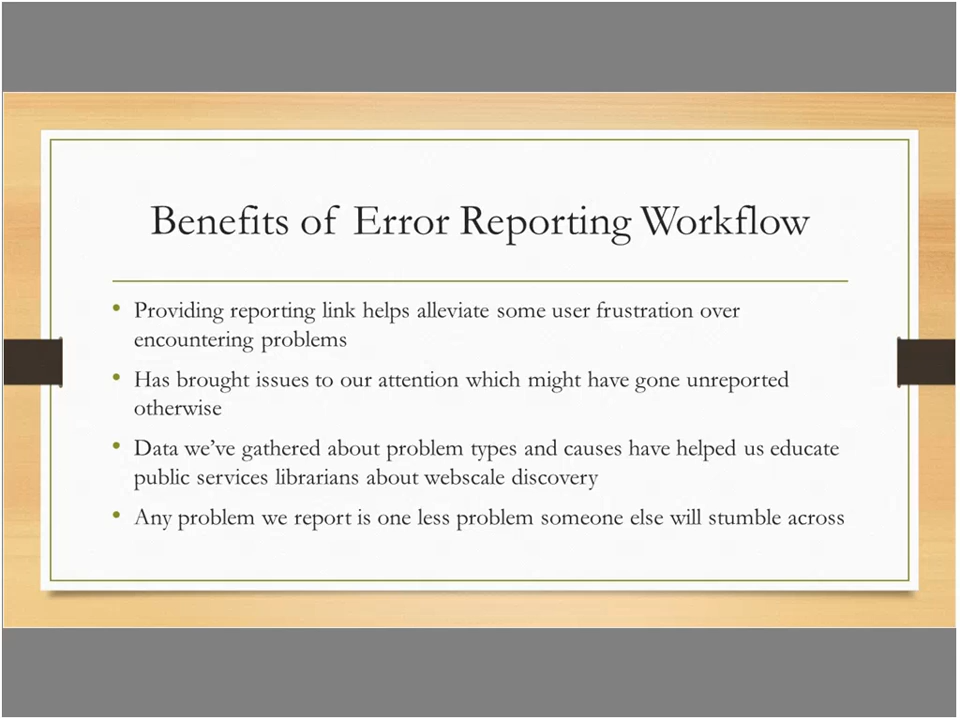 Benefits of Error Reporting Workflow
• Providing reporting link helps alleviate some user frustration over
encountering problems
• Has brought issues to our attention which might have gone unreported
otherwise
• Data we’ve gathered about problem types and causes have helped us educate
public services librarians about webscale discovery
• Any problem we report is one less problem someone else will stumble across